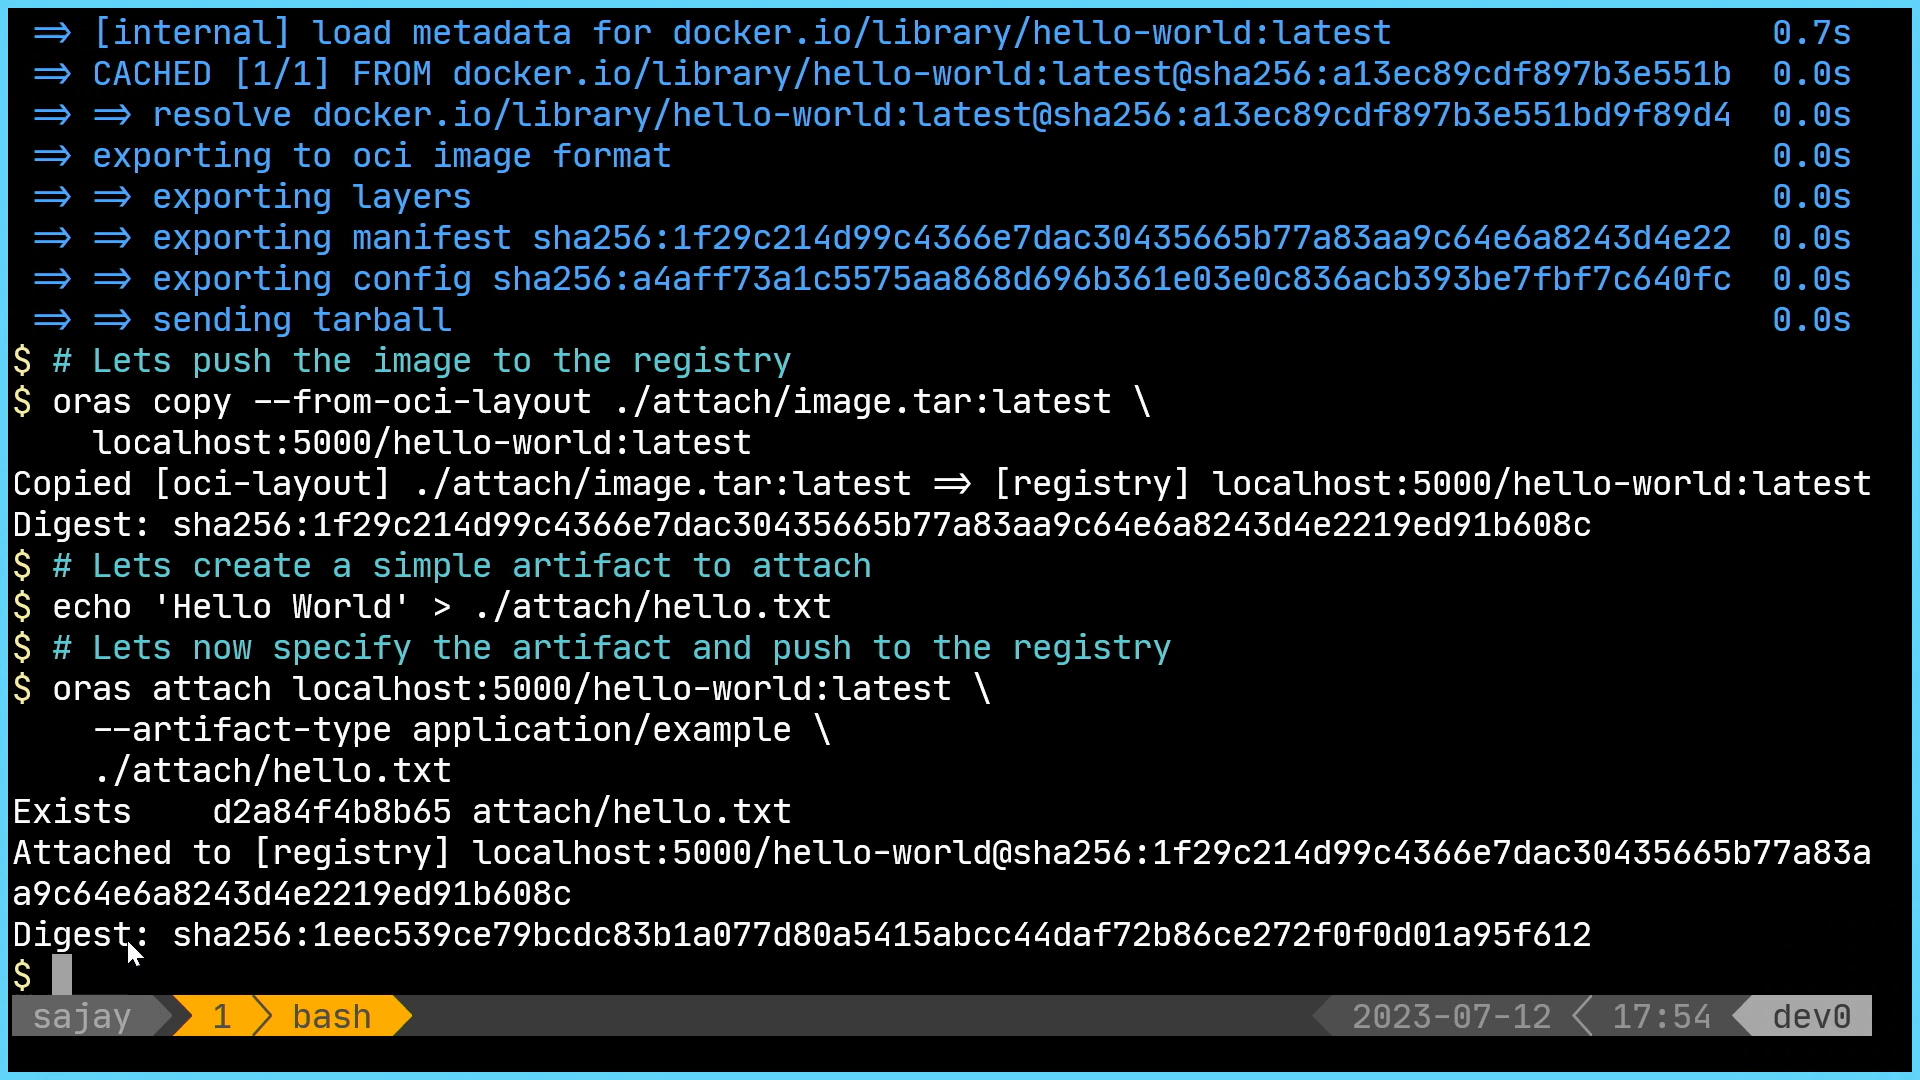 => [internal] load metadata for docker.io/library/hello-world:latest 0.7s
=> CACHED [1/1] FROM docker.io/library/hello-world:latest@sha256:a13ec89cdf897b3e551b 0.0s
=> => resolve docker.io/library/hello-world:latest@sha256:a13ec89cdf897b3e551bd9f89d4 0.0s
=> exporting to oci image format 0.0s
=> => exporting layers 0.0s
=> => exporting manifest sha256:1f29c214d99c4366e7dac30435665b77a83aa9c64e6a8243d4e22 0.0s
=> => exporting config sha256:a4aff73a1c5575aa868d696b361e03e0c836acb393be7fbf7c640fc 0.0s
=> => sending tarball 0.0s
$ # Lets push the image to the registry
$ oras copy --from-oci-layout ./attach/image.tar:latest \
localhost:5000/hello-world:latest
Copied [oci-layout] ./attach/image.tar:latest => [registry] localhost:5000/hello-world:latest
Digest: sha256:1f29c214d99c4366e7dac30435665b77a83aa9c64e6a8243d4e2219ed91b608c
$ # Lets create a simple artifact to attach
$ echo 'Hello World' > ./attach/hello.txt
$ # Lets now specify the artifact and push to the registry
$ oras attach localhost:5000/hello-world:latest \
--artifact-type application/example \
./attach/hello.txt
Exists d2a84f4b8b65 attach/hello.txt
Attached to [registry] localhost:5000/hello-world@sha256:1f29c214d99c4366e7dac30435665b77a83a
a9c64e6a8243d4e2219ed91b608c
Digest: sha256:1eec539ce79bcdc83b1a077d80a5415abcc44daf72b86ce272f0f0d01a95f612
$
sajay 1 bash 2023-07-12 17:54 dev0